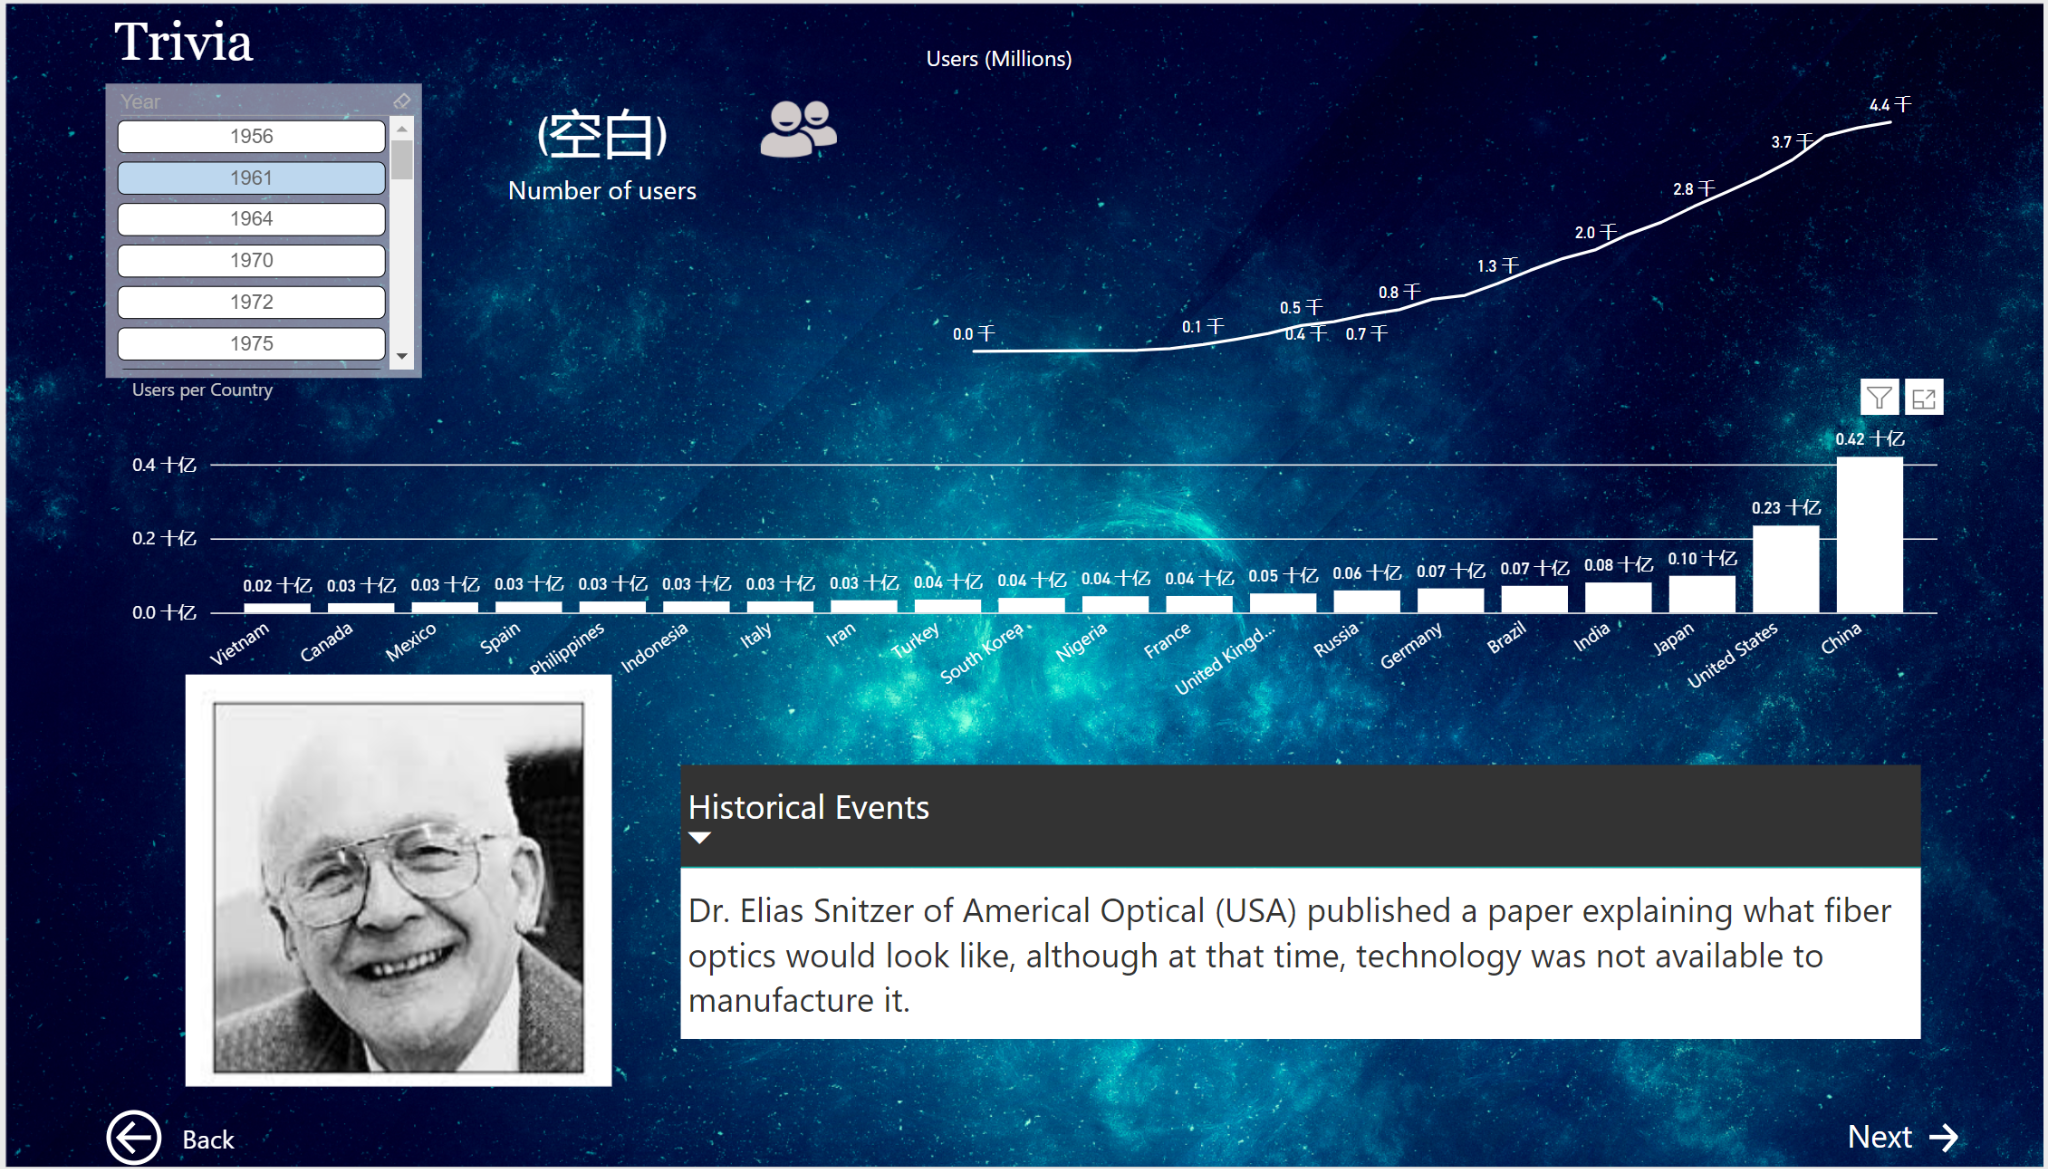 Trivia
Users (Millions)
Year
1956
1961
1964
1970
1972
1975
(空白)
Number of users
0.0 千
0.1 千
0.5 千
0.4 千
0.7 千
0.8 千
1.3 千
2.0 千
2.8 千
3.7 千
4.4 千
Users per Country
0.4 十亿
0.2 十亿
0.0 十亿
0.02 十亿
0.03 十亿
0.03 十亿
0.03 十亿
0.03 十亿
0.03 十亿
0.03 十亿
0.03 十亿
0.04 十亿
0.04 十亿
0.04 十亿
0.04 十亿
0.05 十亿
0.06 十亿
0.07 十亿
0.07 十亿
0.08 十亿
0.10 十亿
0.23 十亿
0.42 十亿
Vietnam
Canada
Mexico
Spain
Philippines
Indonesia
Italy
Iran
Turkey
South Korea
Nigeria
France
United Kingd...
Russia
Germany
Brazil
India
Japan
United States
China
Historical Events
Dr. Elias Snitzer of Americal Optical (USA) published a paper explaining what fiber
optics would look like, although at that time, technology was not available to
manufacture it.
Back
Next